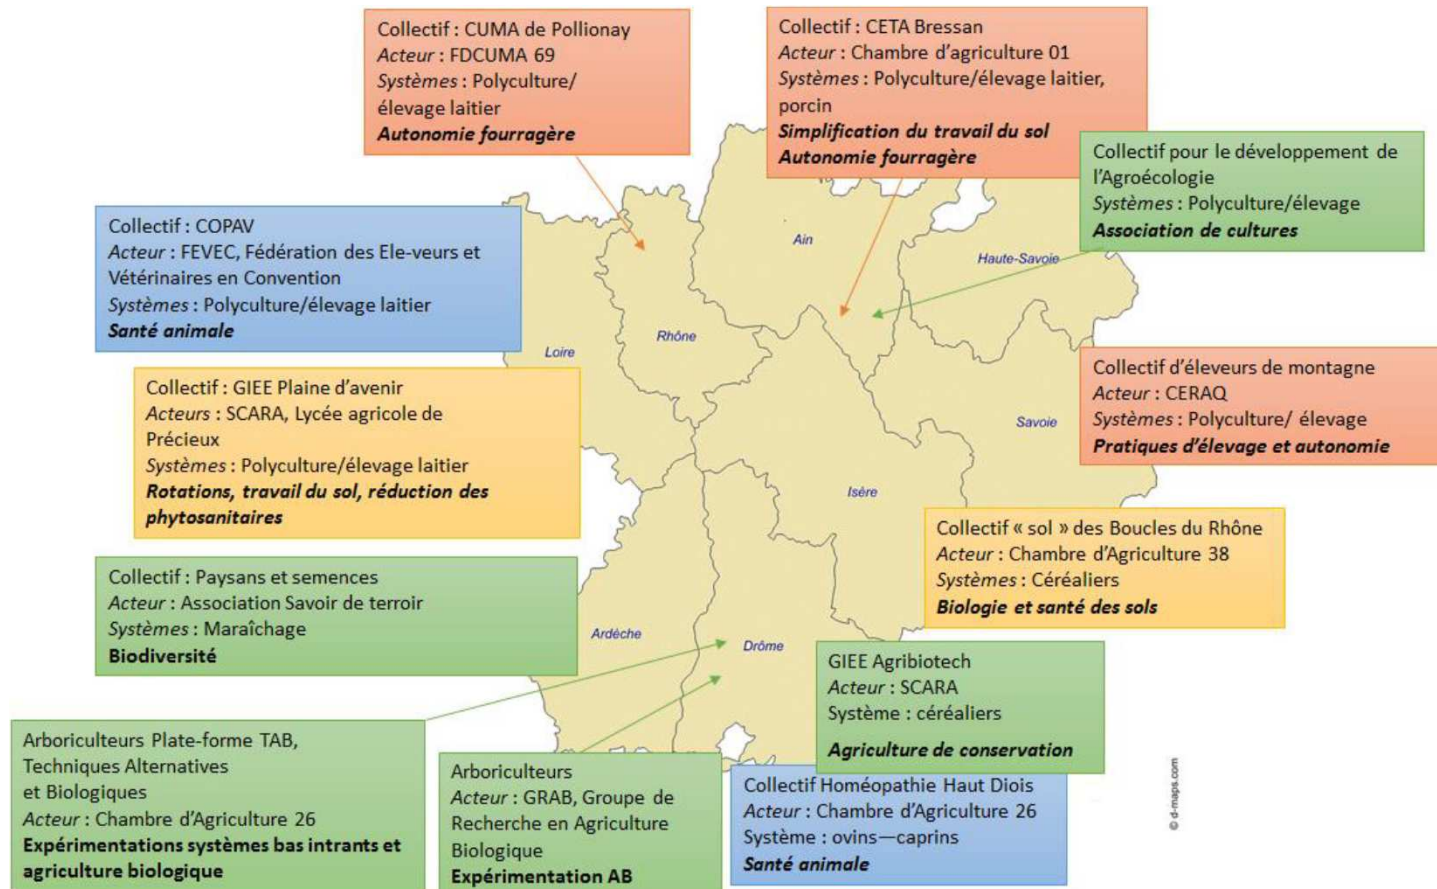 Collectif : CUMA de Pollionay
Acteur : FDCUMA 69
Systèmes : Polyculture/
élevage laitier
Autonomie fourragère
Collectif : CETA Bressan
Acteur : Chambre d'agriculture 01
Systèmes : Polyculture/élevage laitier,
porcin
Simplification du travail du sol
Autonomie fourragère
Collectif pour le développement de
l'Agroécologie
Systèmes : Polyculture/élevage
Association de cultures
Collectif : COPAV
Acteur : FEVEC, Fédération des Ele-veurs et
Vétérinaires en Convention
Systèmes : Polyculture/élevage laitier
Santé animale
Ain
Haute-Savoie
Rhône
Loire
Collectif : GIEE Plaine d'avenir
Acteurs : SCARA, Lycée agricole de
Précieux
Systèmes : Polyculture/élevage laitier
Rotations, travail du sol, réduction des
phytosanitaires
Collectif d'éleveurs de montagne
Acteur : CERAQ
Systèmes : Polyculture/ élevage
Pratiques d'élevage et autonomie
Savoie
Isère
Collectif « sol » des Boucles du Rhône
Acteur : Chambre d'Agriculture 38
Systèmes : Céréaliers
Biologie et santé des sols
Collectif : Paysans et semences
Acteur : Association Savoir de terroir
Systèmes : Maraîchage
Biodiversité
Ardèche
Drôme
GIEE Agribiotech
Acteur : SCARA
Système : céréaliers
Agriculture de conservation
Arboriculteurs Plate-forme TAB,
Techniques Alternatives
et Biologiques
Acteur : Chambre d'Agriculture 26
Expérimentations systèmes bas intrants et
agriculture biologique
Arboriculteurs
Acteur : GRAB, Groupe de
Recherche en Agriculture
Biologique
Expérimentation AB
Collectif Homéopathie Haut Diois
Acteur : Chambre d'Agriculture 26
Système : ovins—caprins
Santé animale
© d-maps.com